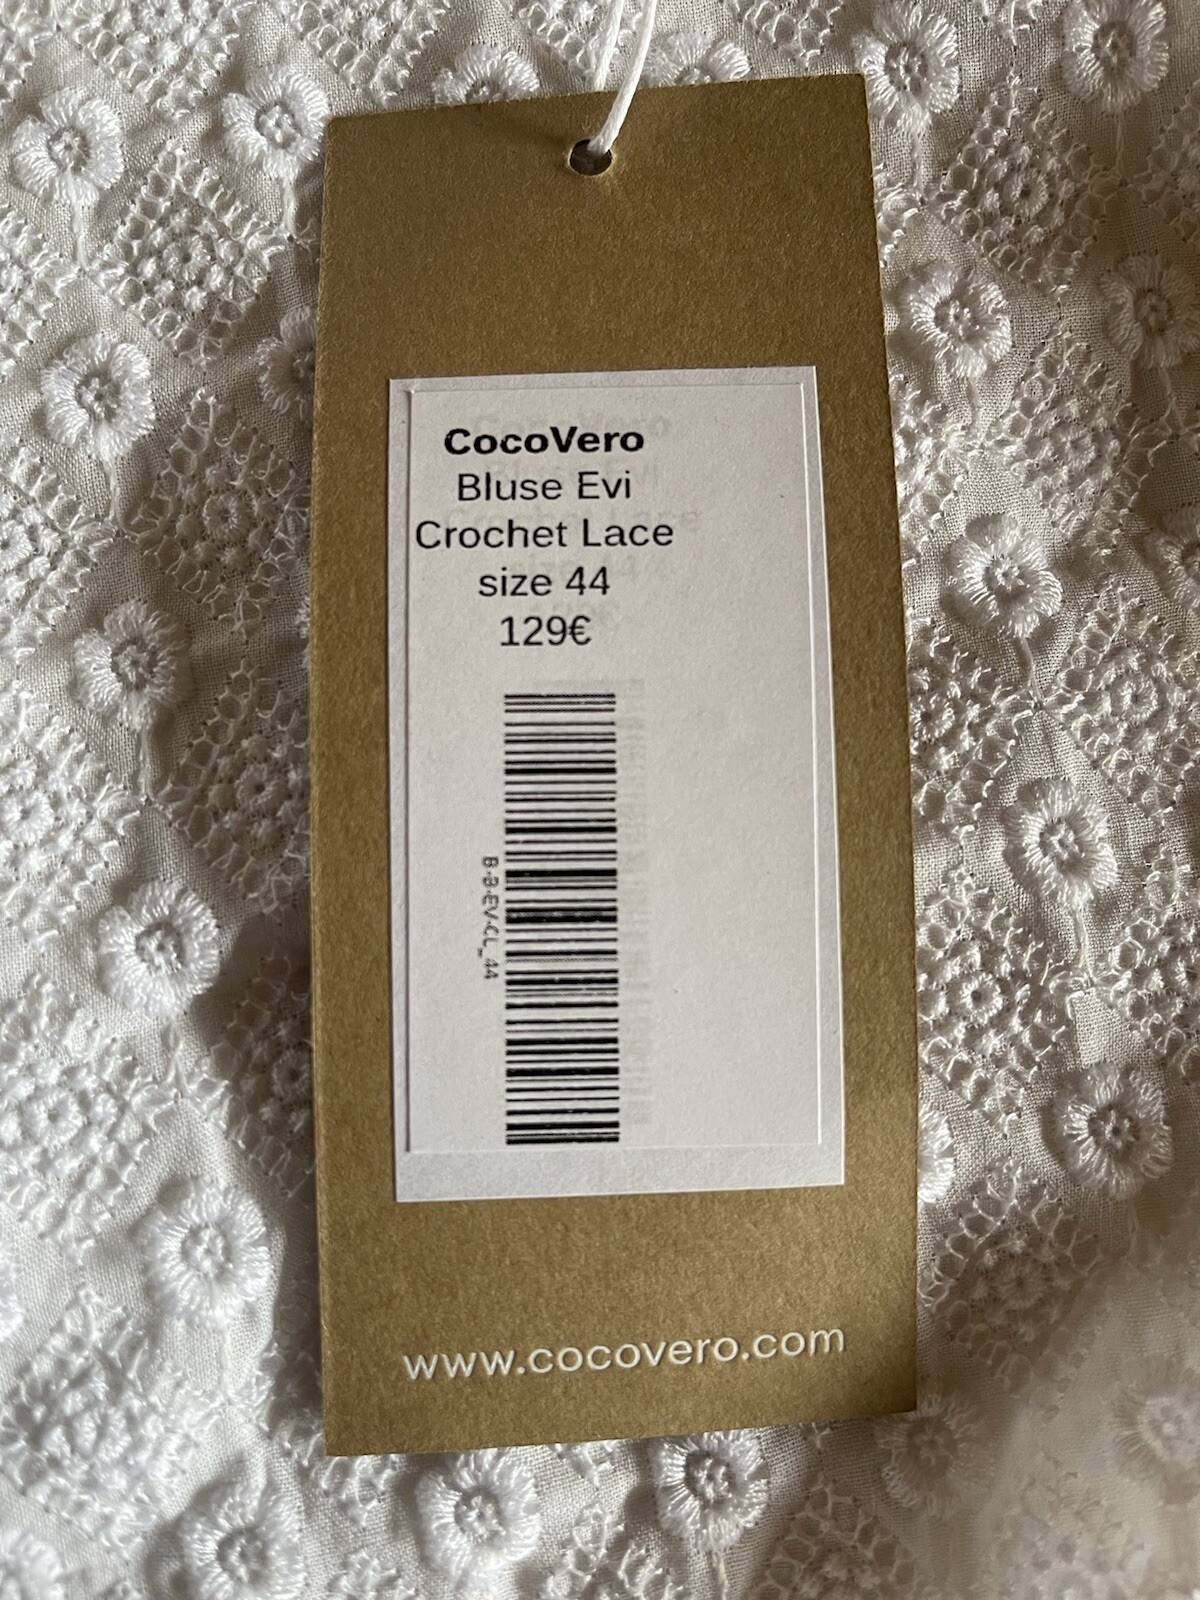 CocoVero
Bluse Evi
Crochet Lace
size 44
129€
B-B-EV-CL_44
www.cocovero.com